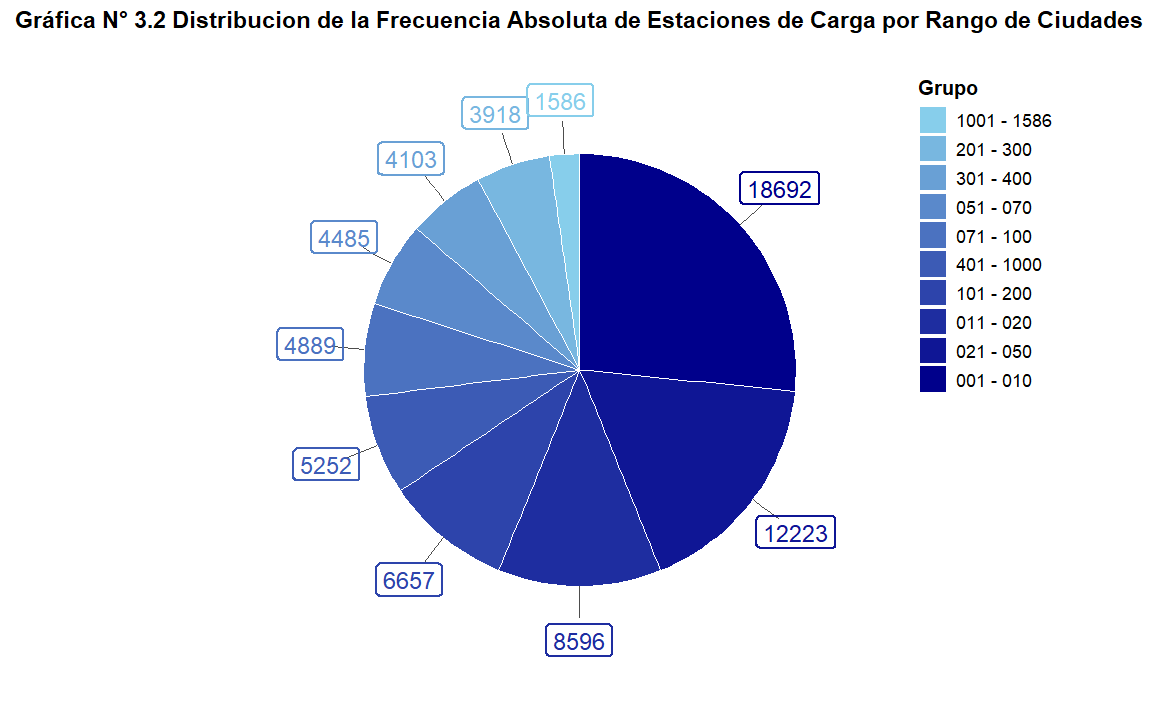 Gráfica N° 3.2 Distribucion de la Frecuencia Absoluta de Estaciones de Carga por Rango de Ciudades
Grupo
1001 - 1586
201 - 300
301 - 400
051 - 070
071 - 100
401 - 1000
101 - 200
011 - 020
021 - 050
001 - 010
1586
3918
4103
18692
4485
4889
5252
12223
6657
8596